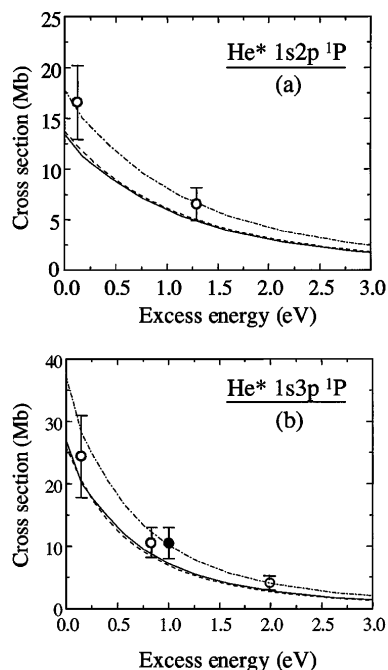 He* 1s2p ¹P
(a)
Cross section (Mb)
25
20
15
10
5
0
0.0 0.5 1.0 1.5 2.0 2.5 3.0
Excess energy (eV)
He* 1s3p ¹P
(b)
Cross section (Mb)
40
30
20
10
0
0.0 0.5 1.0 1.5 2.0 2.5 3.0
Excess energy (eV)